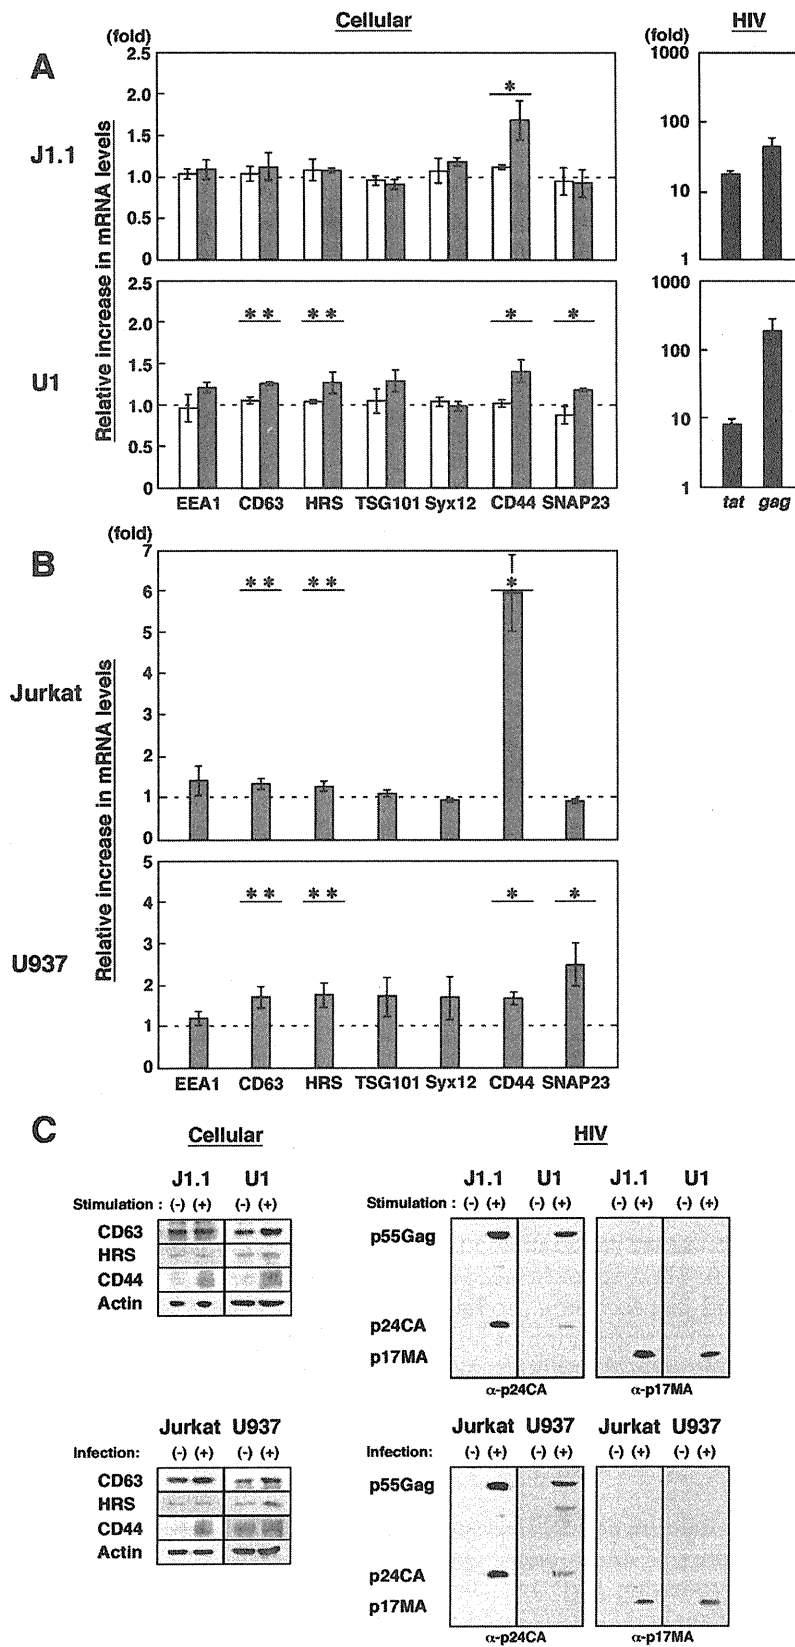 Cellular
HIV
(fold)
(fold)
A
J1.1
Relative increase in mRNA levels
2.5
2.0
1.5
1.0
0.5
0
*
1000
100
10
1
U1
2.5
2.0
1.5
1.0
0.5
0
* *
* *
*
*
EEA1 CD63 HRS TSG101 Syx12 CD44 SNAP23
1000
100
10
1
tat gag
(fold)
B
Jurkat
Relative increase in mRNA levels
7
6
5
4
3
2
1
0
* *
* *
*
U937
5
4
3
2
1
0
* *
* *
*
*
EEA1 CD63 HRS TSG101 Syx12 CD44 SNAP23
C
Cellular
HIV
J1.1 U1
Stimulation : (-) (+) (-) (+)
CD63
HRS
CD44
Actin
J1.1 U1 J1.1 U1
Stimulation : (-) (+) (-) (+) (-) (+) (-) (+)
p55Gag
p24CA
p17MA
α-p24CA α-p17MA
Jurkat U937
Infection: (-) (+) (-) (+)
CD63
HRS
CD44
Actin
Jurkat U937 Jurkat U937
Infection: (-) (+) (-) (+) (-) (+) (-) (+)
p55Gag
p24CA
p17MA
α-p24CA α-p17MA